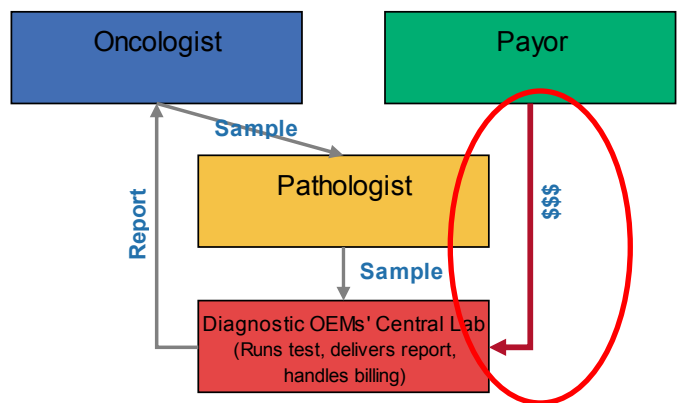 Oncologist
Payor
Sample
Pathologist
Report
$$$
Sample
Diagnostic OEMs' Central Lab
(Runs test, delivers report,
handles billing)